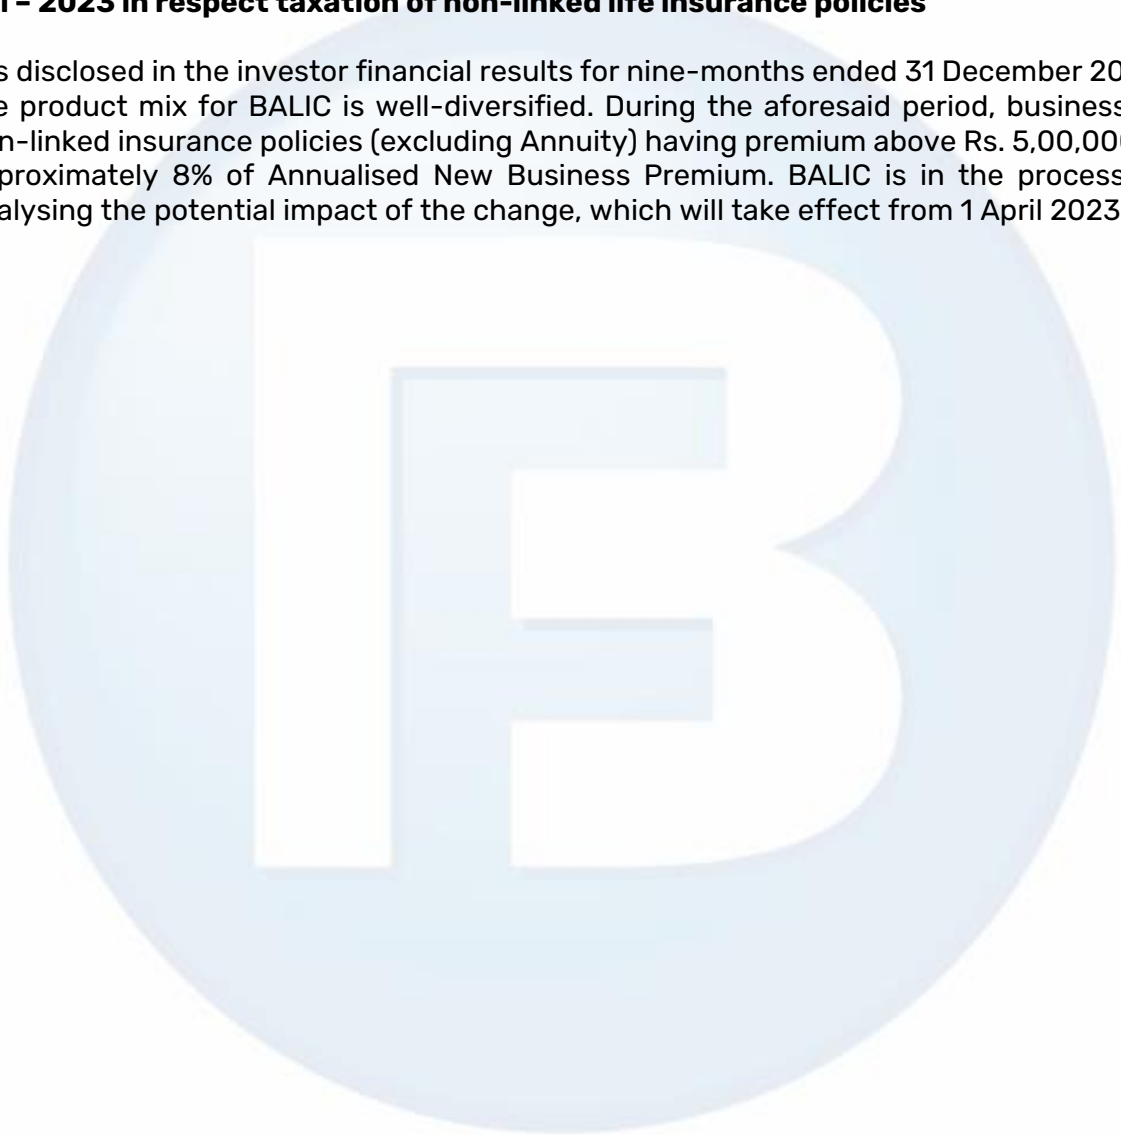 – 2023 in respect taxation of non-linked life insurance policies
s disclosed in the investor financial results for nine-months ended 31 December 20
e product mix for BALIC is well-diversified. During the aforesaid period, business
n-linked insurance policies (excluding Annuity) having premium above Rs. 5,00,000
proximately 8% of Annualised New Business Premium. BALIC is in the process
alysing the potential impact of the change, which will take effect from 1 April 2023
B